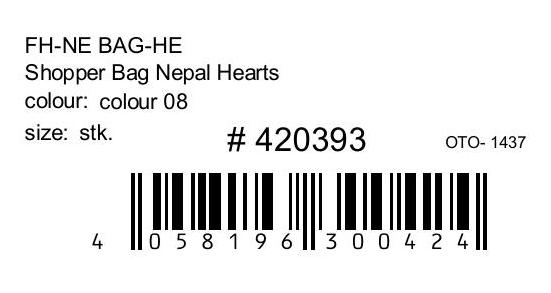 FH-NE BAG-HE
Shopper Bag Nepal Hearts
colour: colour 08
size: stk.
# 420393
OTO- 1437
4 058196 300424